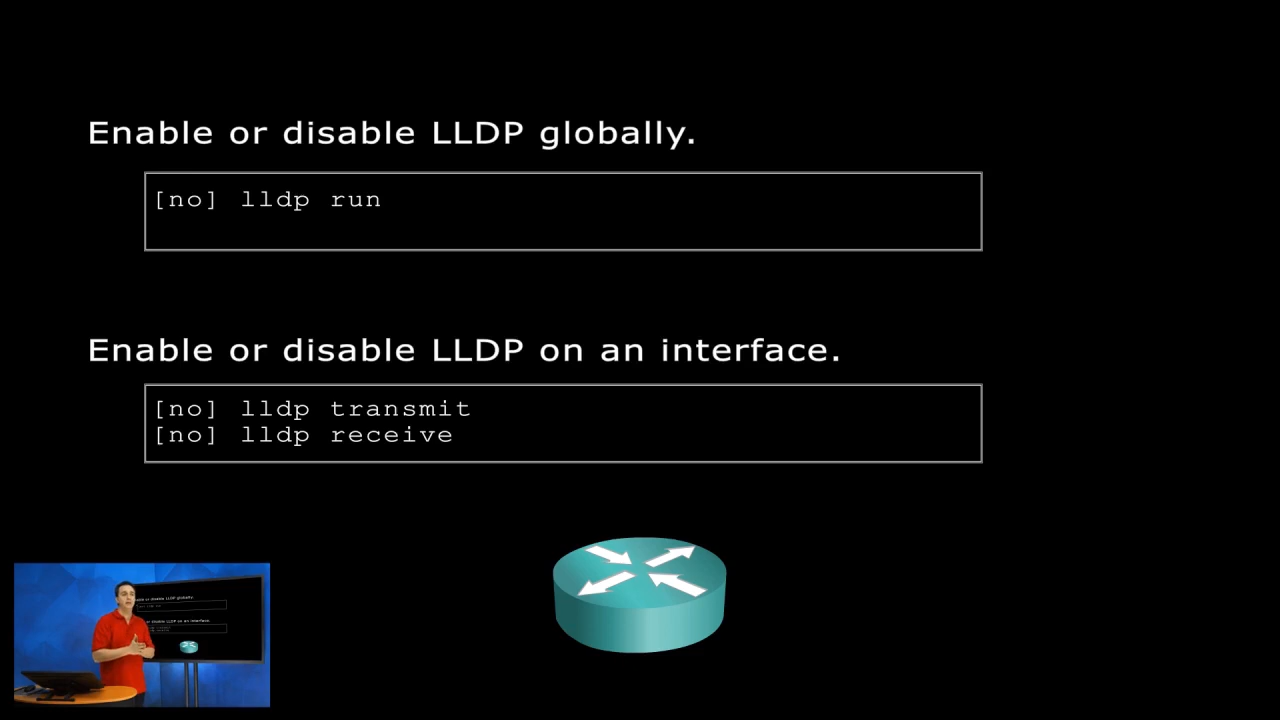 Enable or disable LLDP globally.
[no] lldp run
Enable or disable LLDP on an interface.
[no] lldp transmit
[no] lldp receive